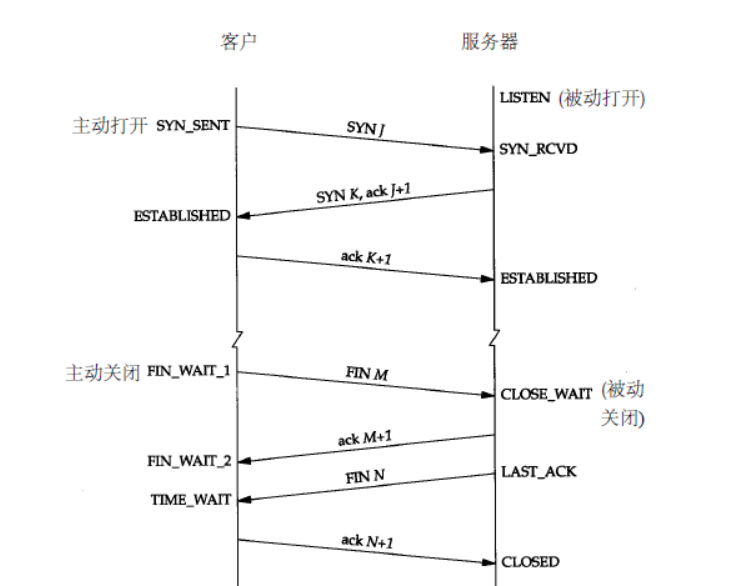 客户 服务器
LISTEN (被动打开)
主动打开 SYN_SENT
SYN J
SYN_RCVD
SYN K, ack J+1
ESTABLISHED
ack K+1
ESTABLISHED
主动关闭 FIN_WAIT_1
FIN M
CLOSE_WAIT (被动
关闭)
ack M+1
FIN_WAIT_2
FIN N
LAST_ACK
TIME_WAIT
ack N+1
CLOSED